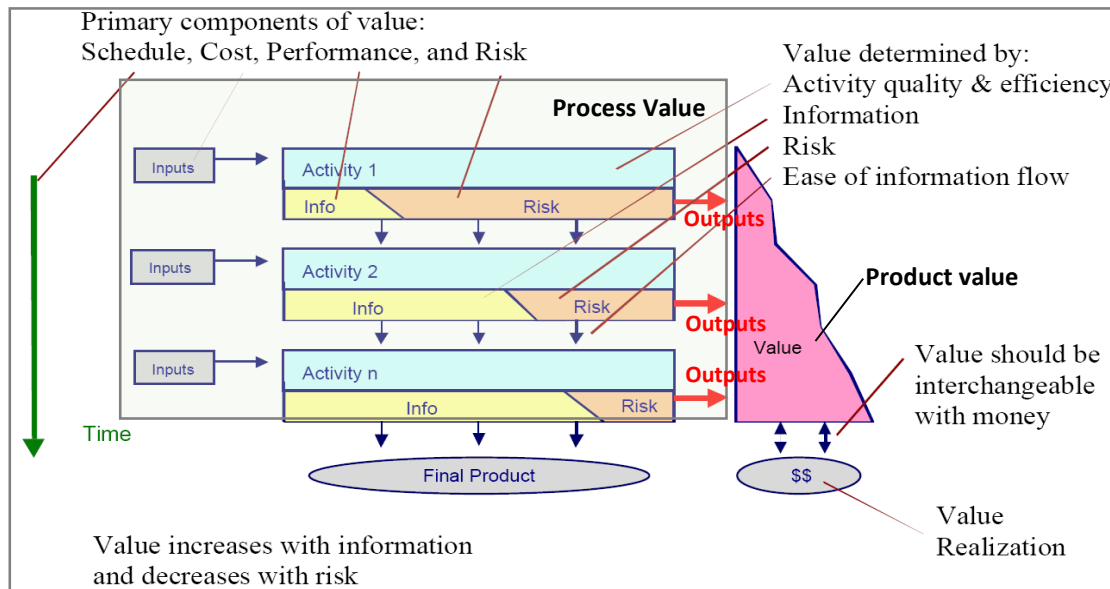 Primary components of value:
Schedule, Cost, Performance, and Risk
Value determined by:
Activity quality & efficiency
Information
Risk
Ease of information flow
Process Value
Inputs
Activity 1
Info
Risk
Outputs
Inputs
Activity 2
Info
Risk
Outputs
Product value
Value
Inputs
Activity n
Info
Risk
Outputs
Value should be
interchangeable
with money
Time
Final Product
$$
Value
Realization
Value increases with information
and decreases with risk